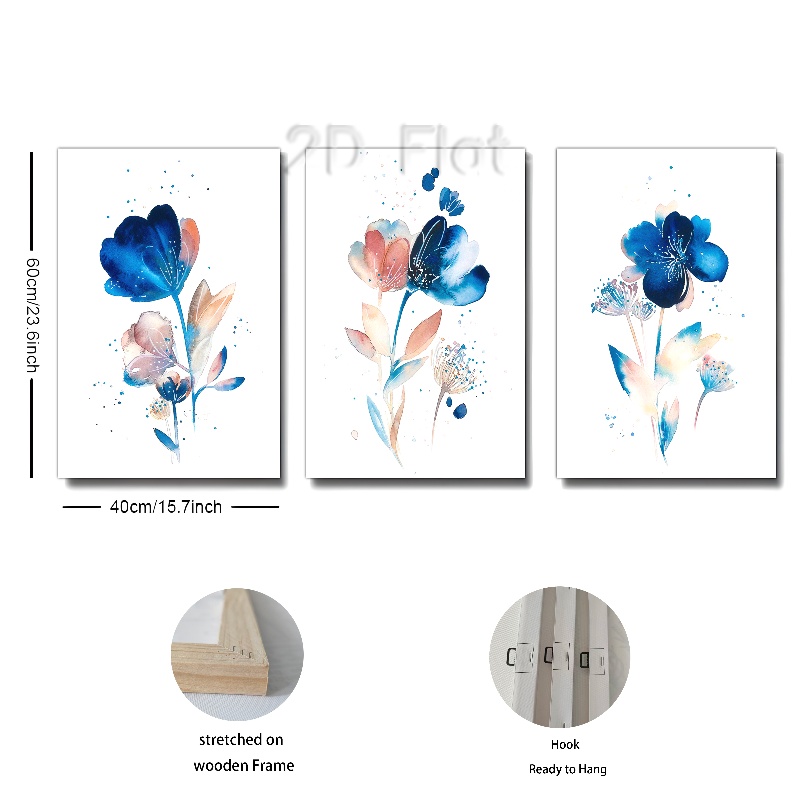 2D Flat
60cm/23.6inch
40cm/15.7inch
stretched on
wooden Frame
Hook
Ready to Hang